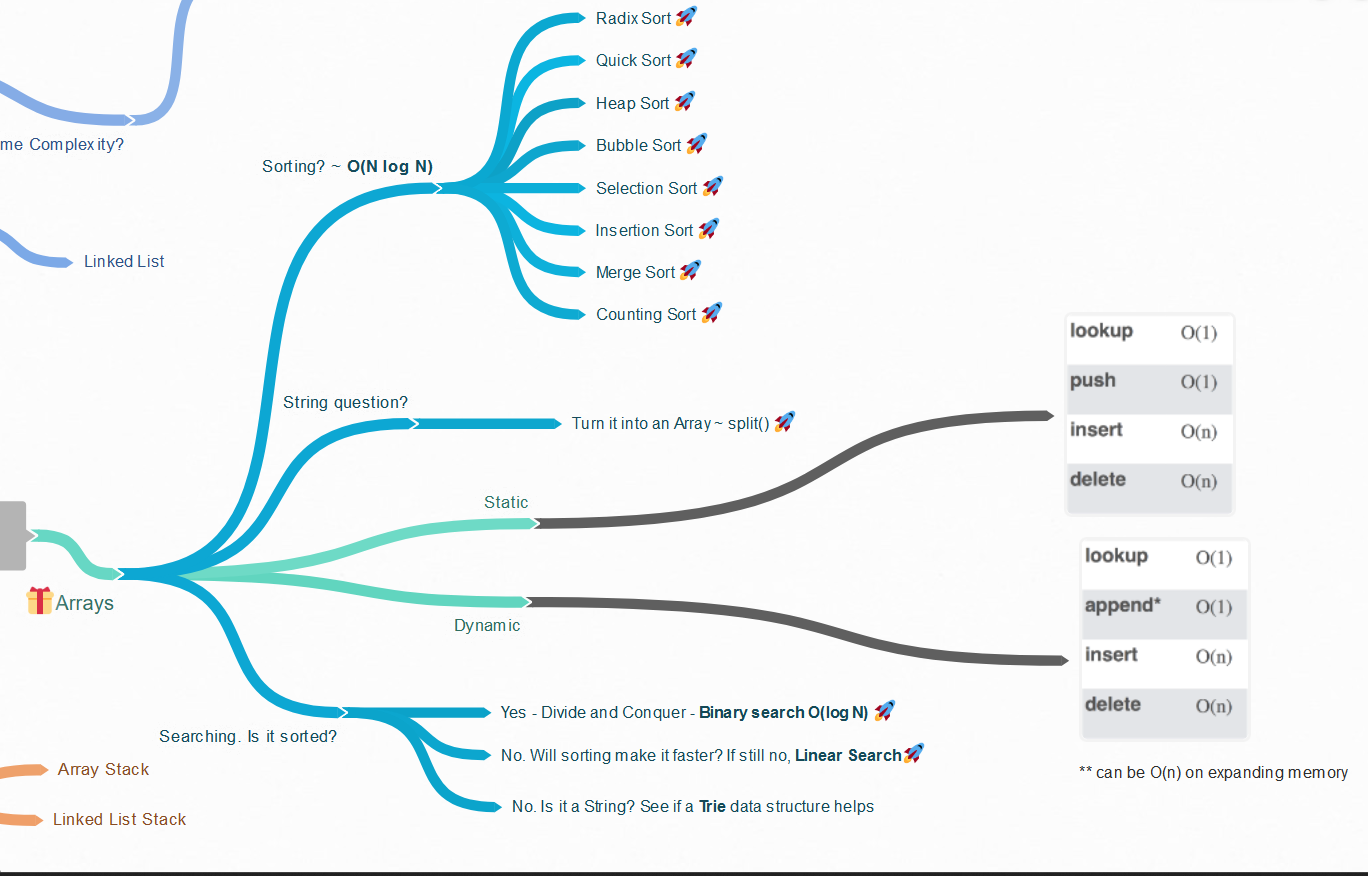 Radix Sort
Quick Sort
Heap Sort
Bubble Sort
Sorting? ~ O(N log N)
Selection Sort
Insertion Sort
Merge Sort
Counting Sort
me Complexity?
Linked List
String question?
Turn it into an Array ~ split()
Static
lookup O(1)
push O(1)
insert O(n)
delete O(n)
Arrays
Dynamic
lookup O(1)
append* O(1)
insert O(n)
delete O(n)
** can be O(n) on expanding memory
Searching. Is it sorted?
Yes - Divide and Conquer - Binary search O(log N)
No. Will sorting make it faster? If still no, Linear Search
No. Is it a String? See if a Trie data structure helps
Array Stack
Linked List Stack